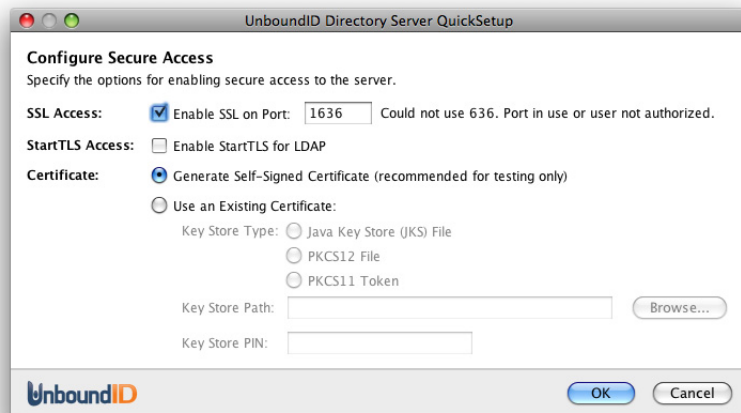 UnboundID Directory Server QuickSetup
Configure Secure Access
Specify the options for enabling secure access to the server.
SSL Access: Enable SSL on Port: 1636 Could not use 636. Port in use or user not authorized.
StartTLS Access: Enable StartTLS for LDAP
Certificate: Generate Self-Signed Certificate (recommended for testing only)
Use an Existing Certificate:
Key Store Type: Java Key Store (JKS) File
PKCS12 File
PKCS11 Token
Key Store Path: Browse...
Key Store PIN:
UnboundID OK Cancel